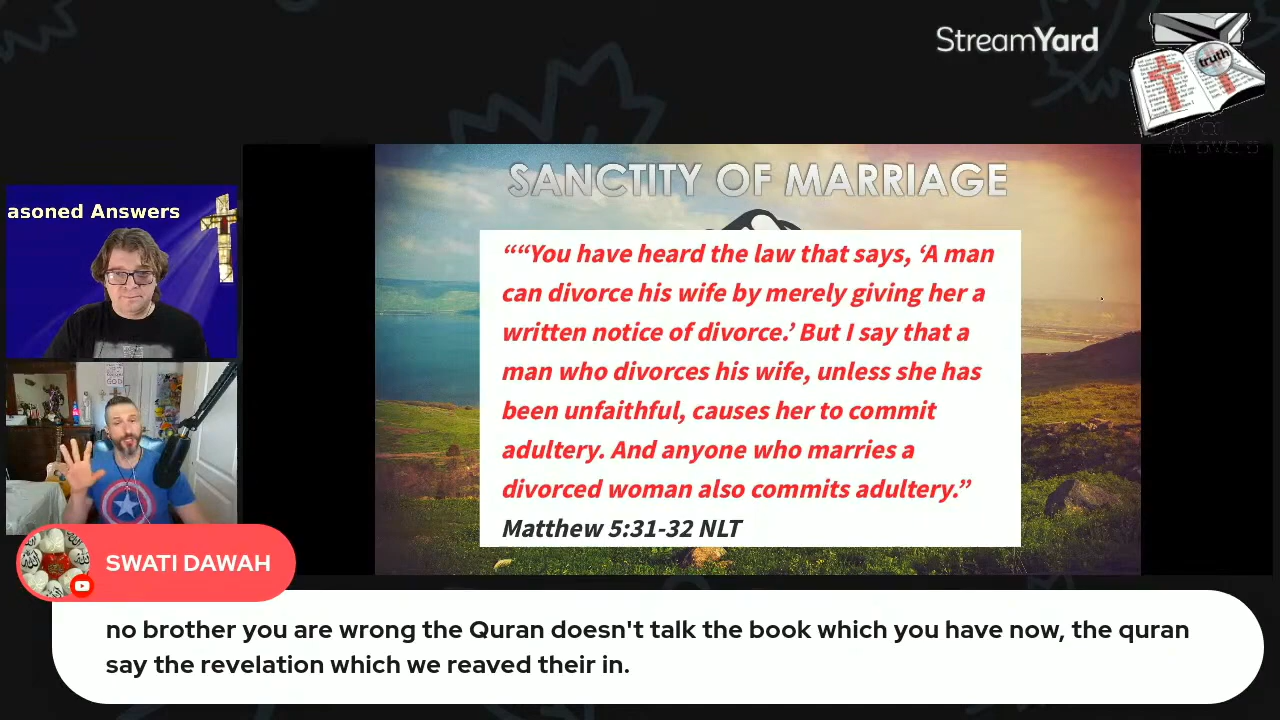 StreamYard
truth
asoned Answers
SANCTITY OF MARRIAGE
““You have heard the law that says, ‘A man
can divorce his wife by merely giving her a
written notice of divorce.’ But I say that a
man who divorces his wife, unless she has
been unfaithful, causes her to commit
adultery. And anyone who marries a
divorced woman also commits adultery.”
Matthew 5:31-32 NLT
GOD
SWATI DAWAH
no brother you are wrong the Quran doesn't talk the book which you have now, the quran
say the revelation which we reaved their in.